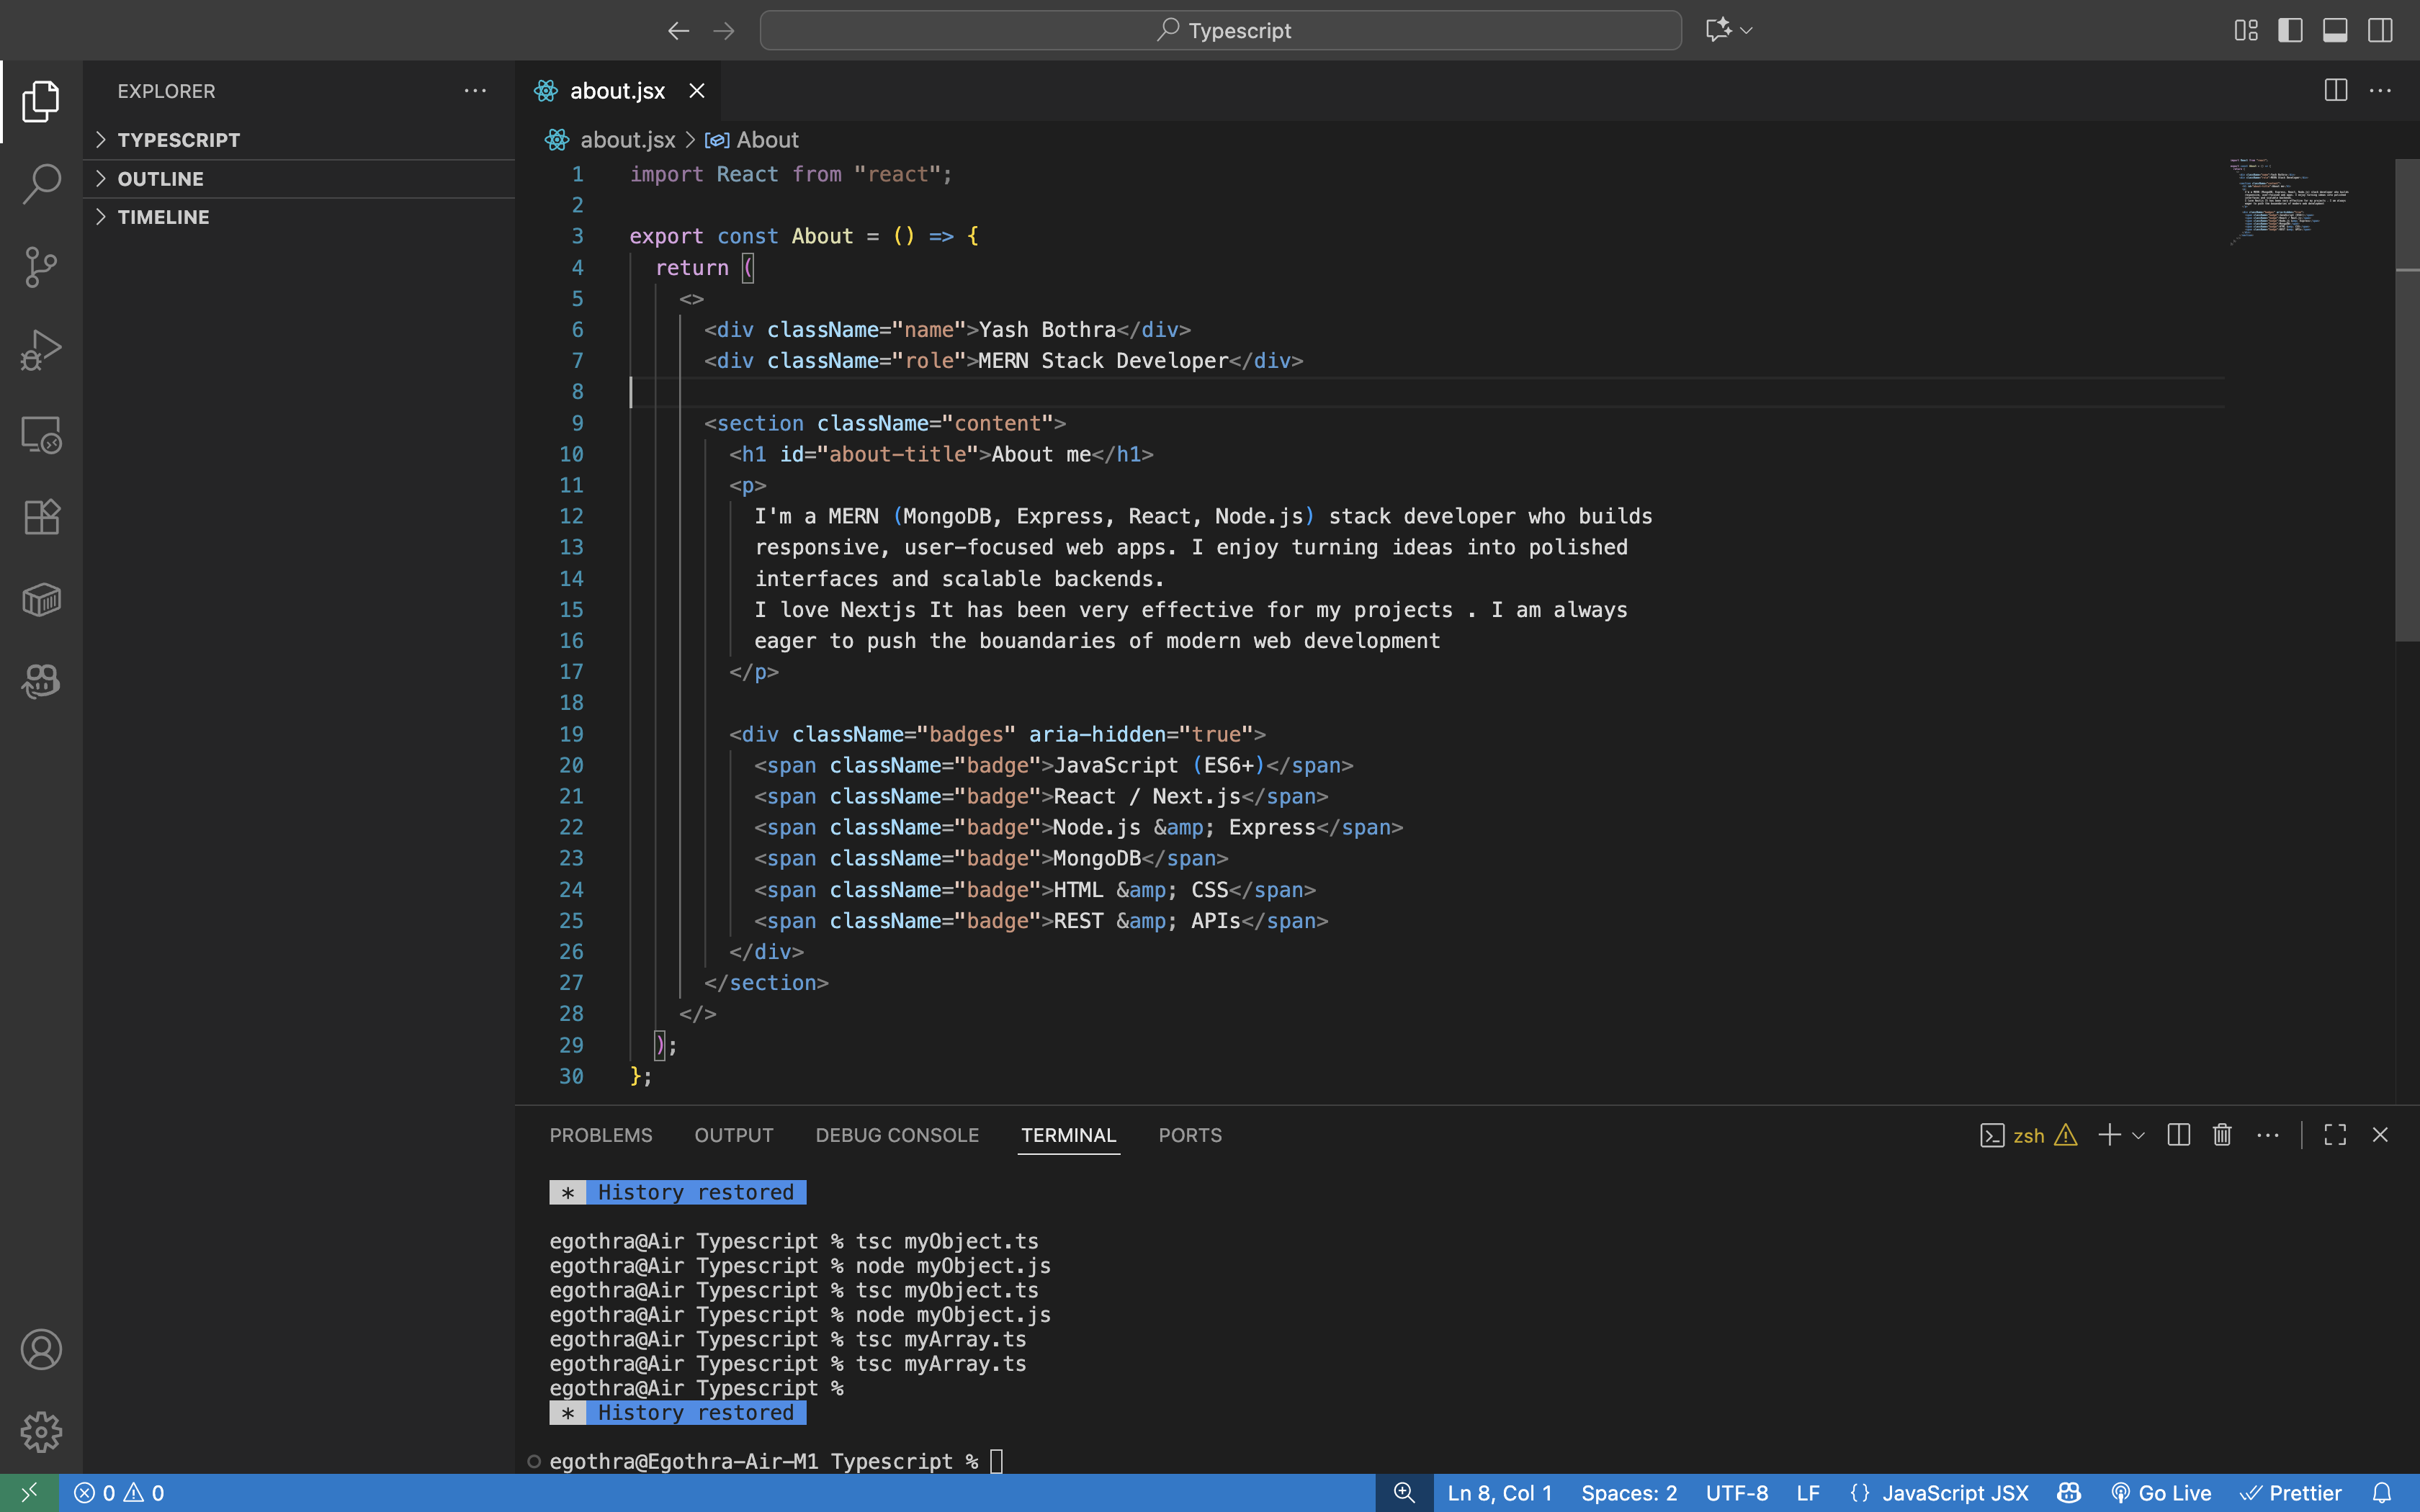 Typescript
EXPLORER
TYPESCRIPT
OUTLINE
TIMELINE
about.jsx
about.jsx > About
1 import React from "react";
2
3 export const About = () => {
4 return (
5 <>
6 <div className="name">Yash Bothra</div>
7 <div className="role">MERN Stack Developer</div>
8
9 <section className="content">
10 <h1 id="about-title">About me</h1>
11 <p>
12 I'm a MERN (MongoDB, Express, React, Node.js) stack developer who builds
13 responsive, user-focused web apps. I enjoy turning ideas into polished
14 interfaces and scalable backends.
15 I love Nextjs It has been very effective for my projects . I am always
16 eager to push the bouandaries of modern web development
17 </p>
18
19 <div className="badges" aria-hidden="true">
20 <span className="badge">JavaScript (ES6+)</span>
21 <span className="badge">React / Next.js</span>
22 <span className="badge">Node.js &amp; Express</span>
23 <span className="badge">MongoDB</span>
24 <span className="badge">HTML &amp; CSS</span>
25 <span className="badge">REST &amp; APIs</span>
26 </div>
27 </section>
28 </>
29 );
30 };
PROBLEMS OUTPUT DEBUG CONSOLE TERMINAL PORTS
zsh
* History restored
egothra@Air Typescript % tsc myObject.ts
egothra@Air Typescript % node myObject.js
egothra@Air Typescript % tsc myObject.ts
egothra@Air Typescript % node myObject.js
egothra@Air Typescript % tsc myArray.ts
egothra@Air Typescript % tsc myArray.ts
egothra@Air Typescript %
* History restored
egothra@Egothra-Air-M1 Typescript %
0 0 Ln 8, Col 1 Spaces: 2 UTF-8 LF {} JavaScript JSX Go Live Prettier